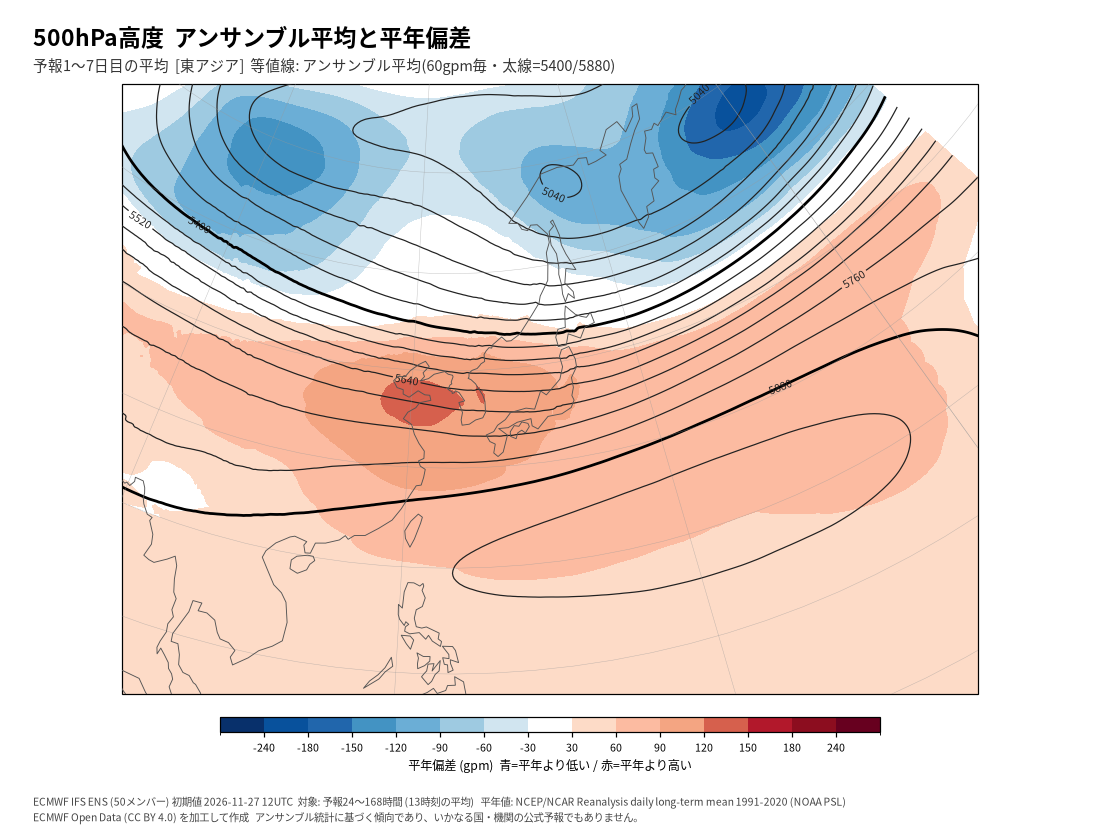 500hPa高度 アンサンブル平均と平年偏差
予報1〜7日目の平均 [東アジア] 等値線: アンサンブル平均(60gpm毎・太線=5400/5880)
5040
5040
5520
5400
5760
5640
5880
-240 -180 -150 -120 -90 -60 -30 30 60 90 120 150 180 240
平年偏差 (gpm) 青=平年より低い / 赤=平年より高い
ECMWF IFS ENS (50メンバー) 初期値 2026-11-27 12UTC 対象: 予報24〜168時間 (13時刻の平均) 平年値: NCEP/NCAR Reanalysis daily long-term mean 1991-2020 (NOAA PSL)
ECMWF Open Data (CC BY 4.0) を加工して作成 アンサンブル統計に基づく傾向であり、いかなる国・機関の公式予報でもありません。